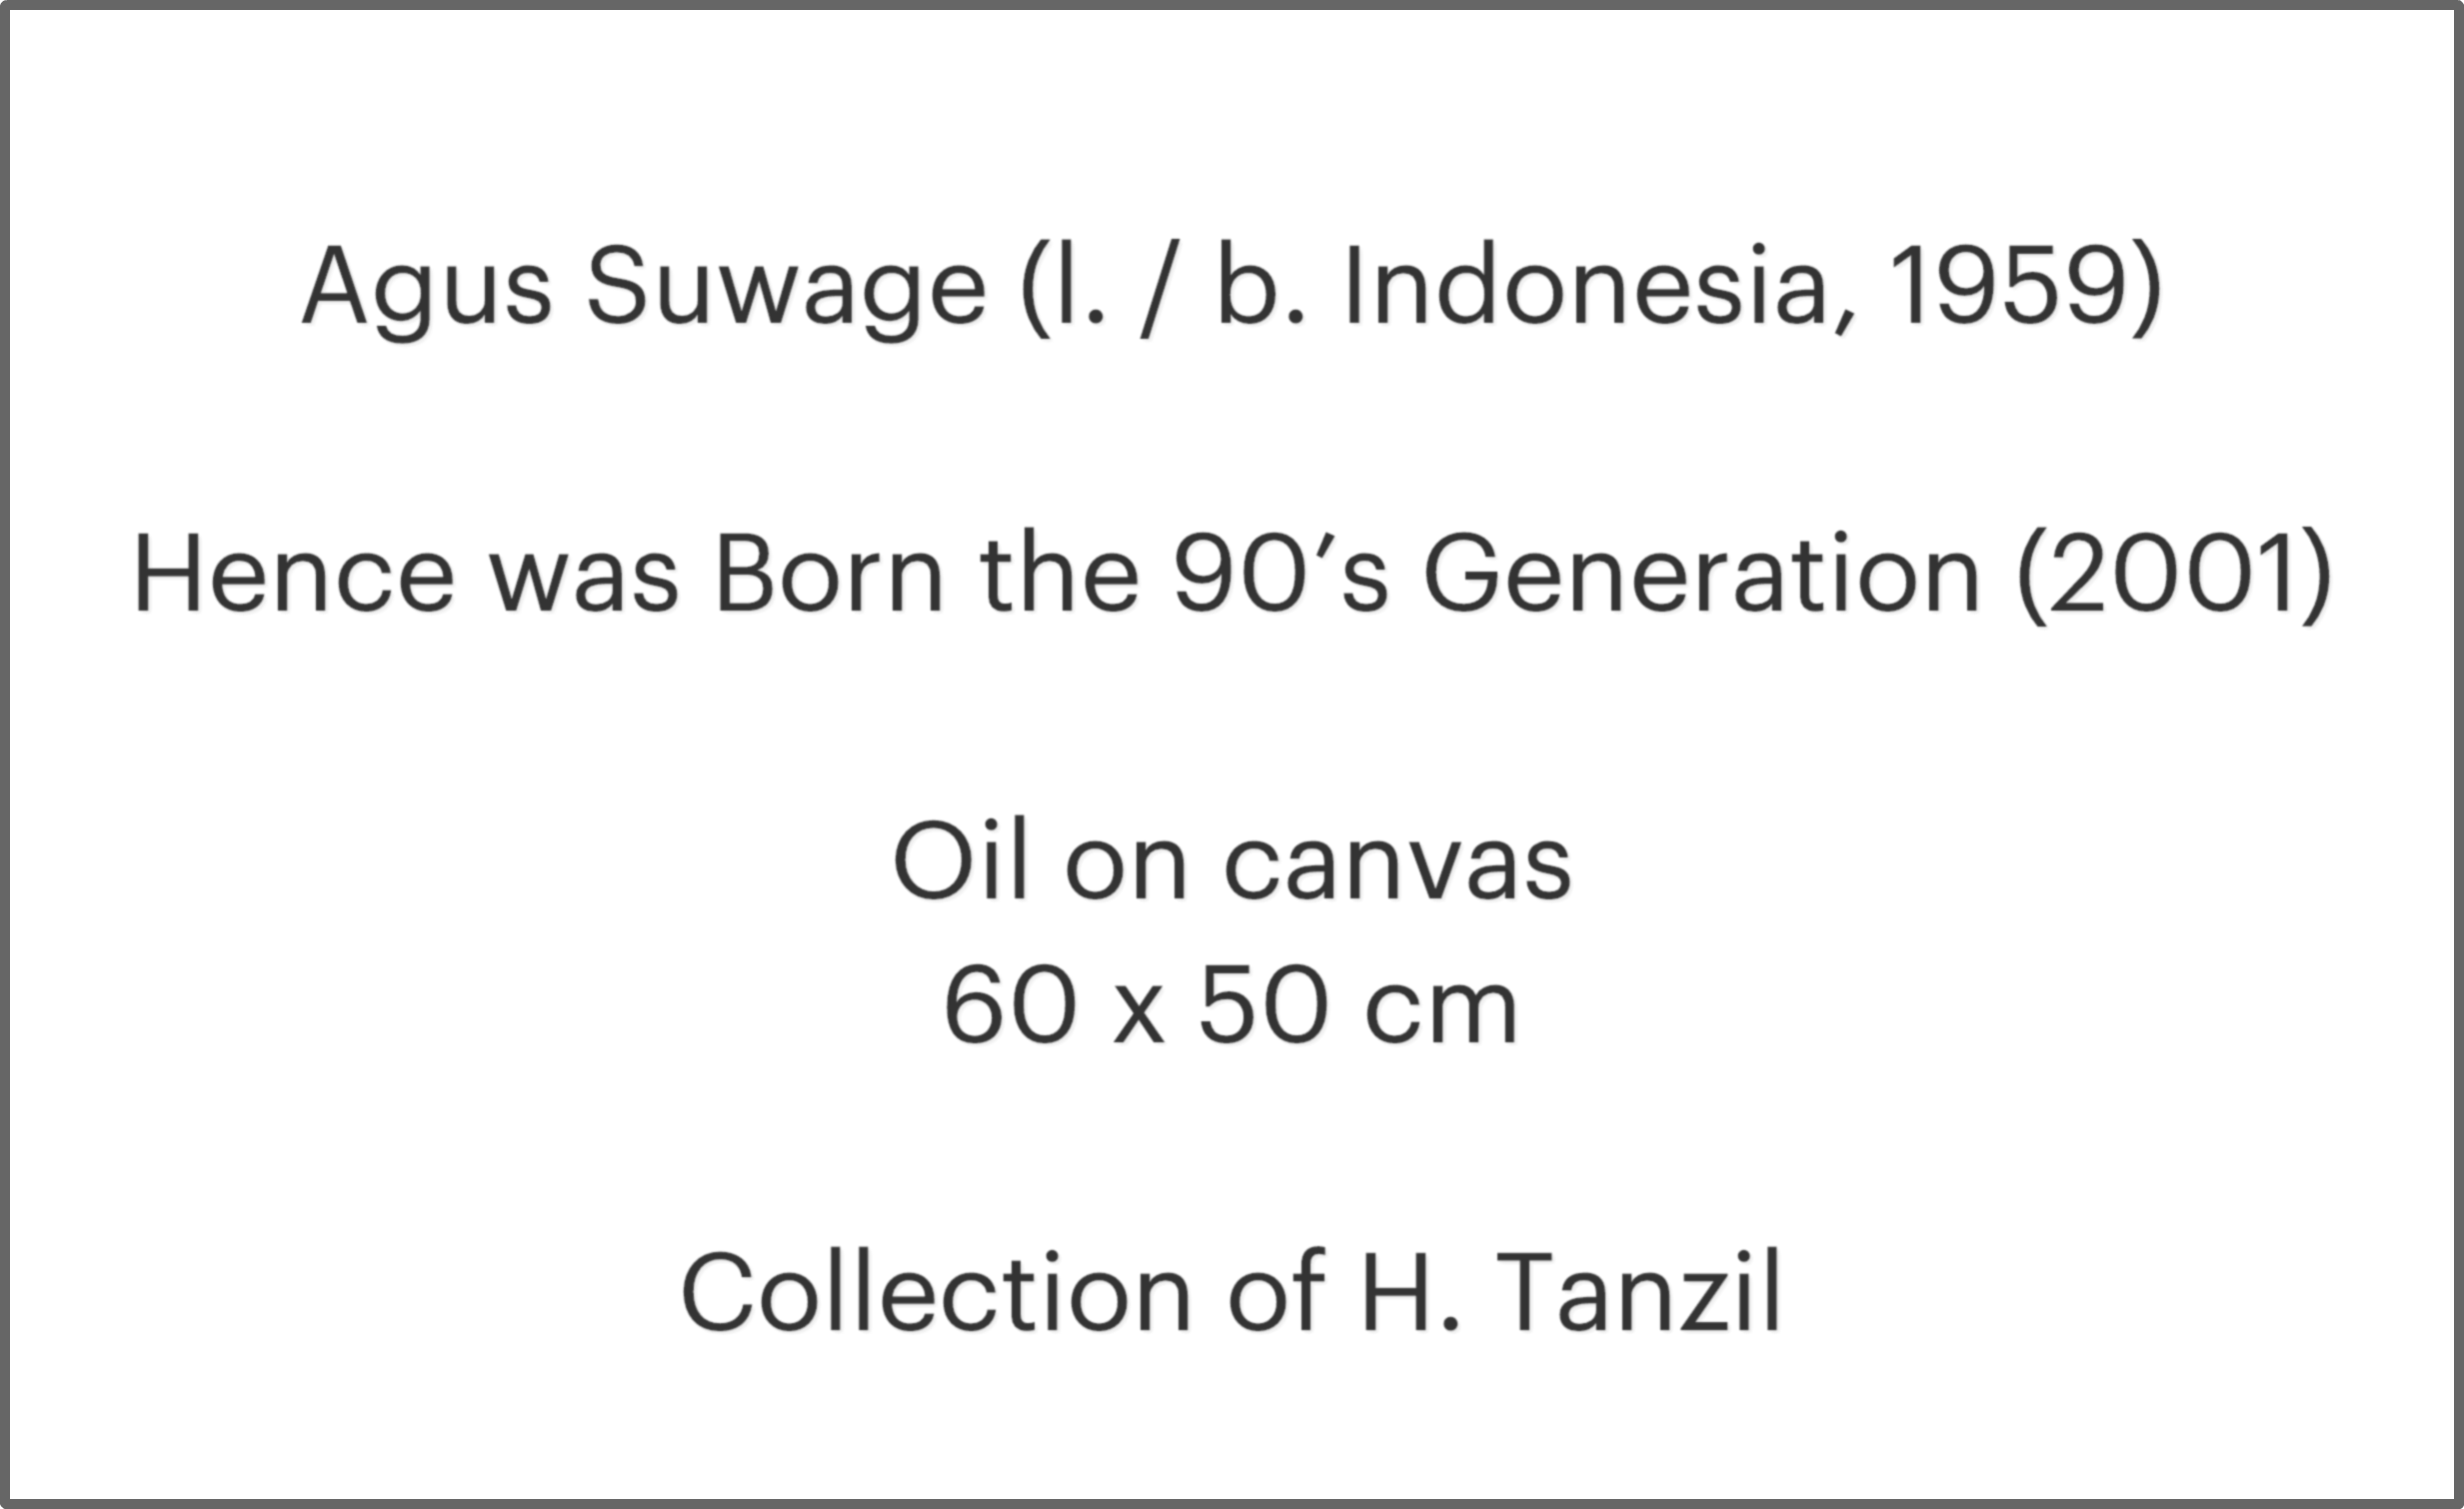 Agus Suwage (l. / b. Indonesia, 1959)
Hence was Born the 90’s Generation (2001)
Oil on canvas
60 x 50 cm
Collection of H. Tanzil